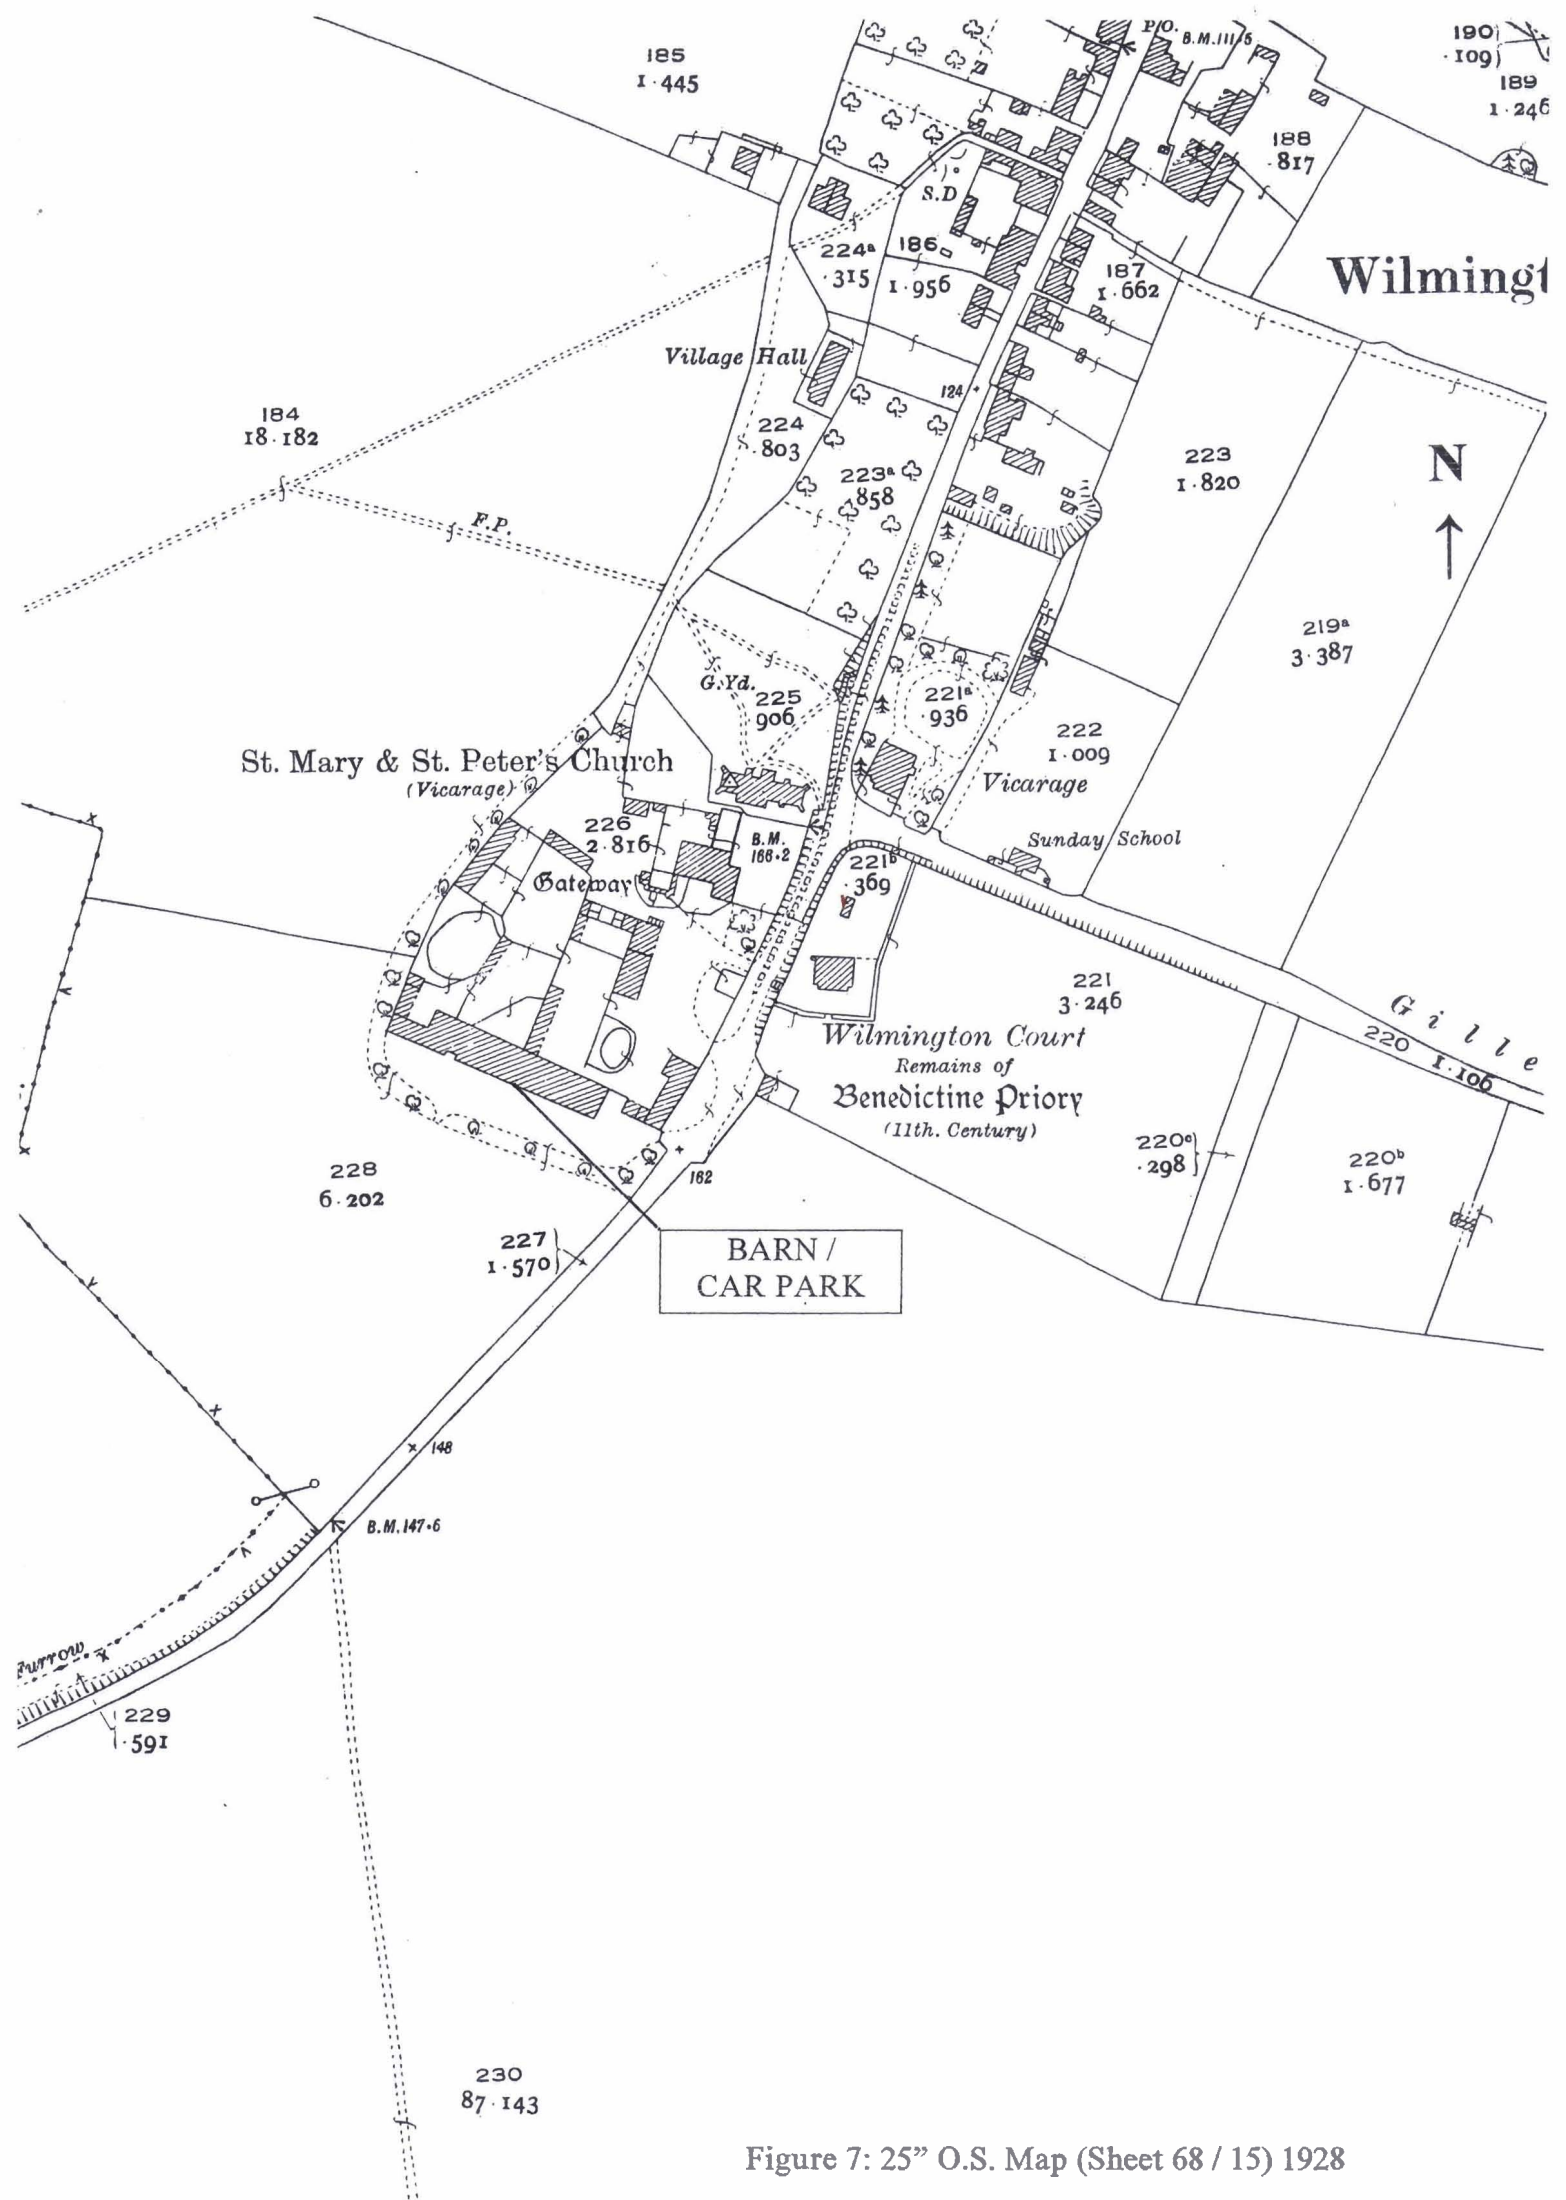 P.O.
B.M.111·6
190
·109
185
1·445
189
1·246
188
·817
S.D
186
1·956
224a
·315
187
1·662
Wilmingt
Village Hall
124
184
18·182
224
·803
223a
·858
223
1·820
N
F.P.
219a
3·387
G.Yd.
225
·906
221a
·936
222
1·009
St. Mary & St. Peter's Church
(Vicarage)
Vicarage
226
2·816
B.M.
166·2
Sunday School
221b
·369
Gateway
221
3·246
Gille
220 1·106
Wilmington Court
Remains of
Benedictine Priory
(11th. Century)
220c
·298
220b
1·677
228
6·202
162
227
1·570
BARN /
CAR PARK
148
B.M.147·6
Furrow
229
·591
230
87·143
Figure 7: 25” O.S. Map (Sheet 68 / 15) 1928